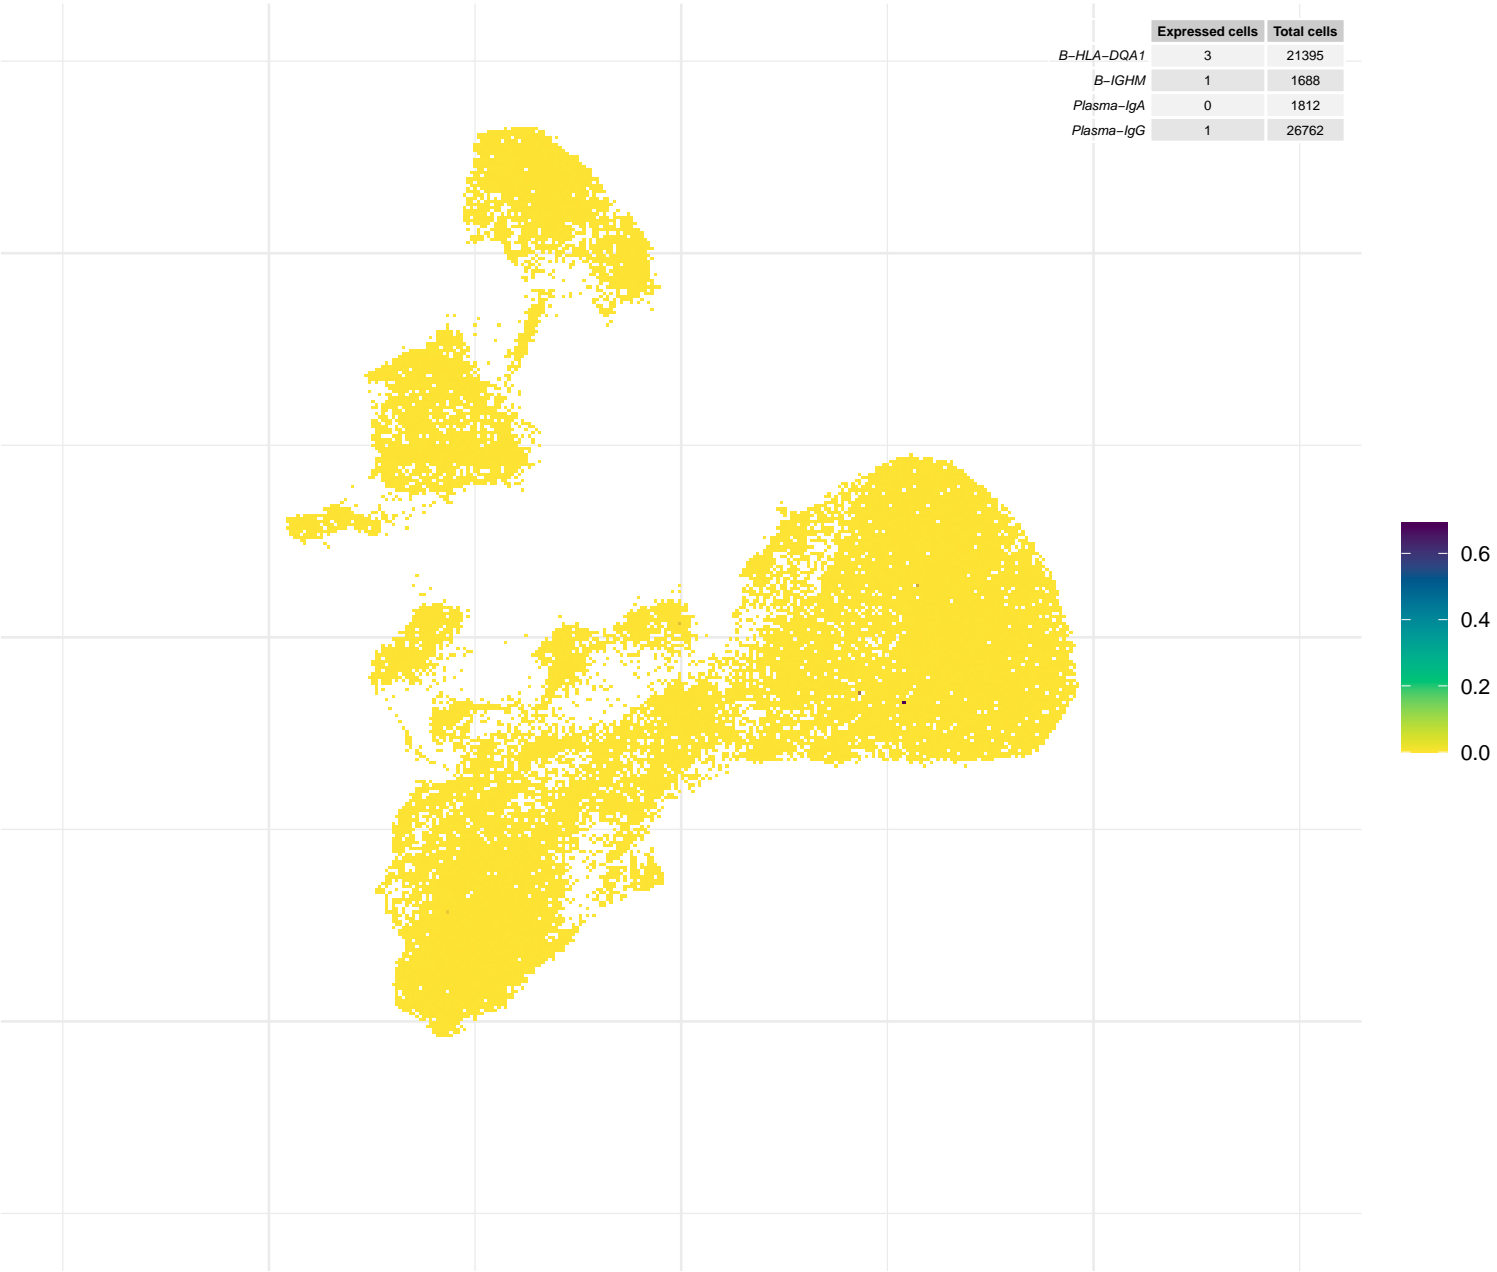 Expressed cells Total cells
B−HLA−DQA1 3 21395
B−IGHM 1 1688
Plasma−IgA 0 1812
Plasma−IgG 1 26762
0.6
0.4
0.2
0.0